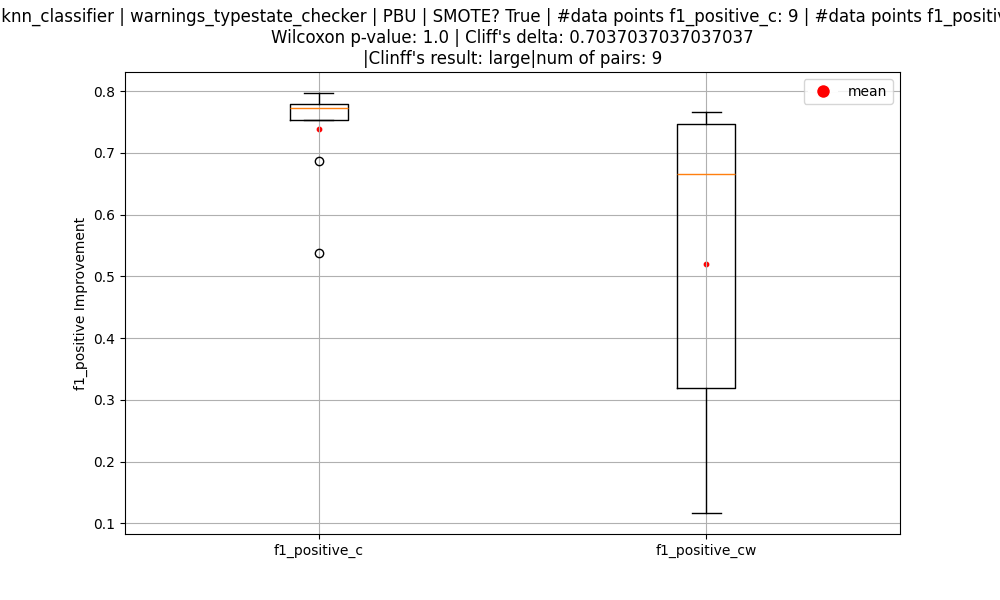 knn_classifier | warnings_typestate_checker | PBU | SMOTE? True | #data points f1_positive_c: 9 | #data points
Wilcoxon p-value: 1.0 | Cliff's delta: 0.7037037037037037
|Clinff's result: large|num of pairs: 9
mean
0.8
0.7
0.6
0.5
0.4
0.3
0.2
0.1
f1_positive Improvement
f1_positive_c
f1_positive_cw